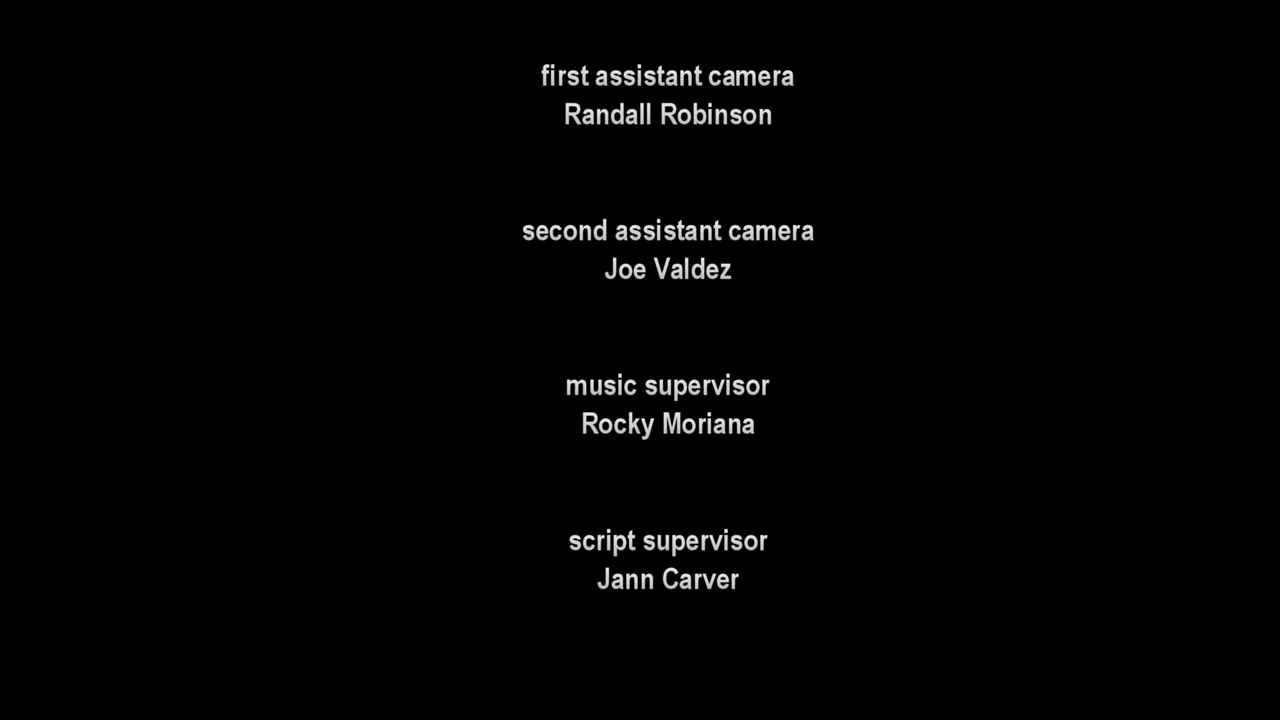 first assistant camera
Randall Robinson
second assistant camera
Joe Valdez
music supervisor
Rocky Moriana
script supervisor
Jann Carver